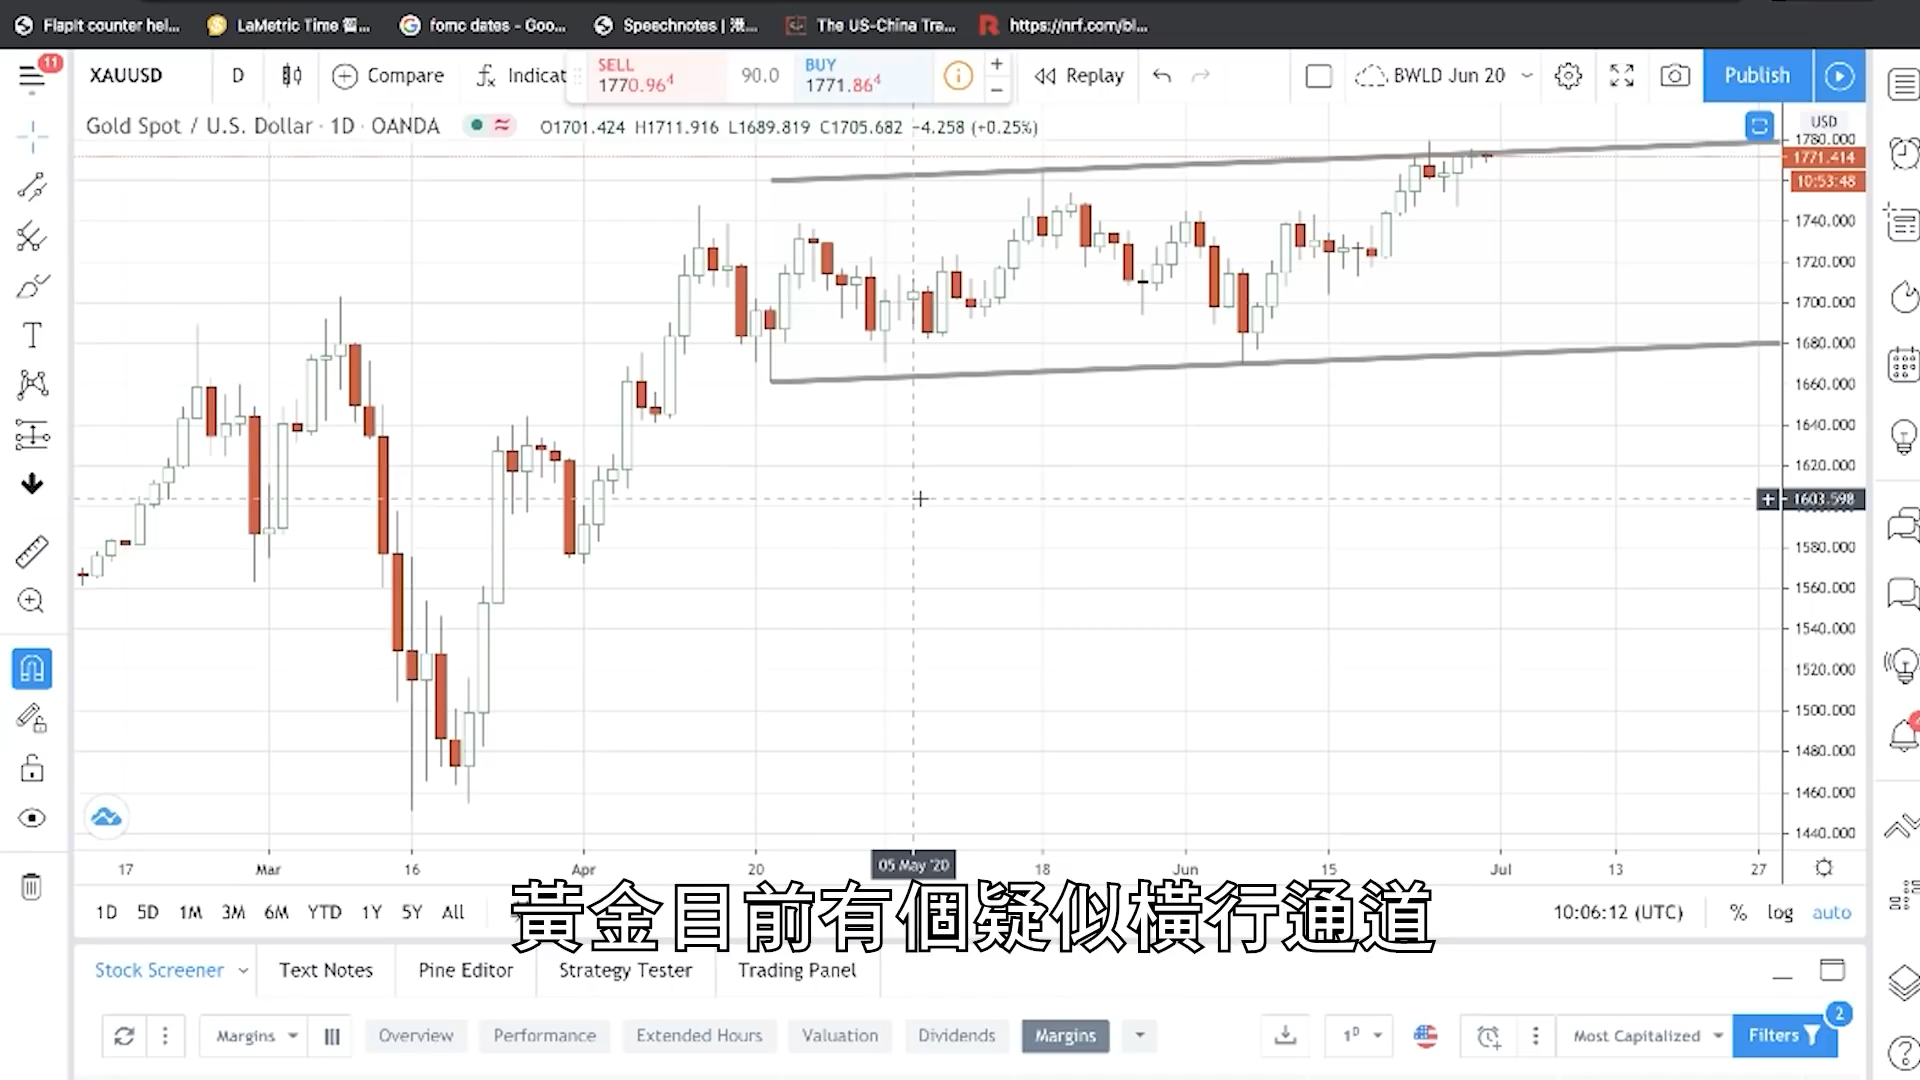 Flapit counter hel... LaMetric Time 智... fomc dates - Goo... Speechnotes | 港... The US-China Tra... https://nrf.com/bl...
11 XAUUSD D Compare Indicat SELL 1770.96⁴ 90.0 BUY 1771.86⁴ Replay BWLD Jun 20 Publish
Gold Spot / U.S. Dollar · 1D · OANDA O1701.424 H1711.916 L1689.819 C1705.682 −4.258 (+0.25%)
USD
1780.000
1771.414
10:53:48
1740.000
1720.000
1700.000
1680.000
1660.000
1640.000
1620.000
1603.598
1580.000
1560.000
1540.000
1520.000
1500.000
1480.000
1460.000
1440.000
17 Mar 16 Apr 20 05 May '20 18 Jun 15 Jul 13 27
1D 5D 1M 3M 6M YTD 1Y 5Y All 10:06:12 (UTC) % log auto
黃金目前有個疑似橫行通道
Stock Screener Text Notes Pine Editor Strategy Tester Trading Panel
Margins Overview Performance Extended Hours Valuation Dividends Margins 1ᴰ Most Capitalized Filters 2